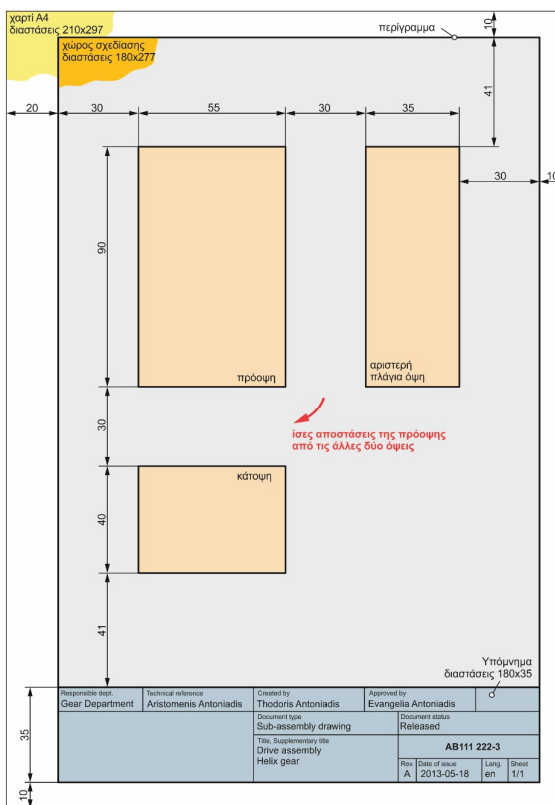 χαρτί Α4
διαστάσεις 210x297
χώρος σχεδίασης
διαστάσεις 180x277
περίγραμμα
10
41
20
30
55
30
35
30
10
90
πρόοψη
αριστερή
πλάγια όψη
30
ίσες αποστάσεις της πρόοψης
από τις άλλες δύο όψεις
κάτοψη
40
41
Υπόμνημα
διαστάσεις 180x35
35
10
Responsible dept.
Gear Department
Technical reference
Aristomenis Antoniadis
Created by
Thodoris Antoniadis
Approved by
Evangelia Antoniadis
Document type
Sub-assembly drawing
Document status
Released
Title, Supplementary title
Drive assembly
Helix gear
AB111 222-3
Rev.
A
Date of issue
2013-05-18
Lang.
en
Sheet
1/1